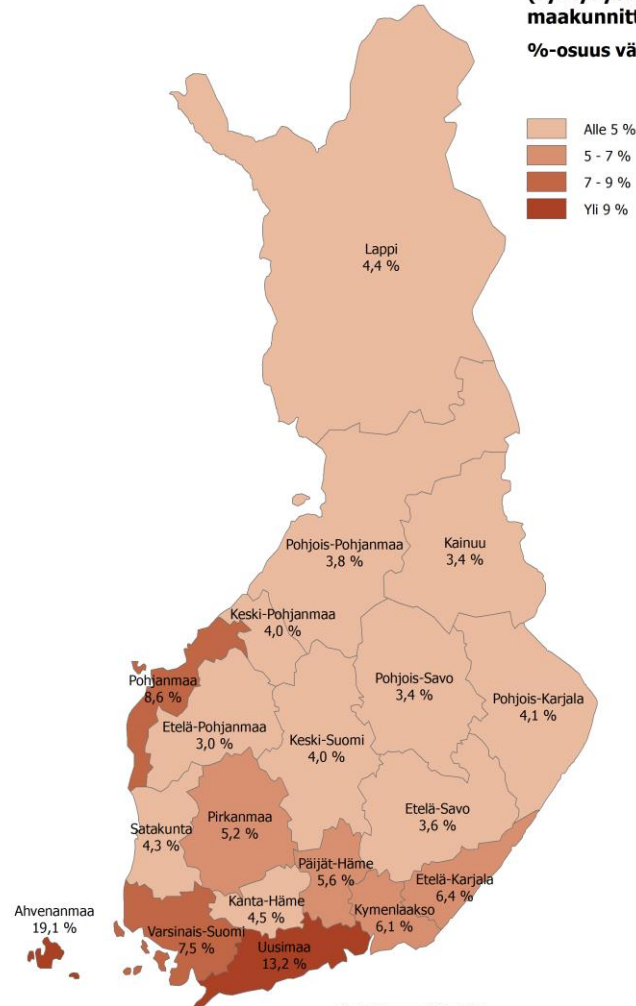 maakunnitt
%-osuus vä
Alle 5 %
5 - 7 %
7 - 9 %
Yli 9 %
Lappi
4,4 %
Pohjois-Pohjanmaa
3,8 %
Kainuu
3,4 %
Keski-Pohjanmaa
4,0 %
Pohjanmaa
8,6 %
Pohjois-Savo
3,4 %
Pohjois-Karjala
4,1 %
Etelä-Pohjanmaa
3,0 %
Keski-Suomi
4,0 %
Etelä-Savo
3,6 %
Pirkanmaa
5,2 %
Satakunta
4,3 %
Päijät-Häme
5,6 %
Etelä-Karjala
6,4 %
Kanta-Häme
4,5 %
Kymenlaakso
6,1 %
Ahvenanmaa
19,1 %
Varsinais-Suomi
7,5 %
Uusimaa
13,2 %